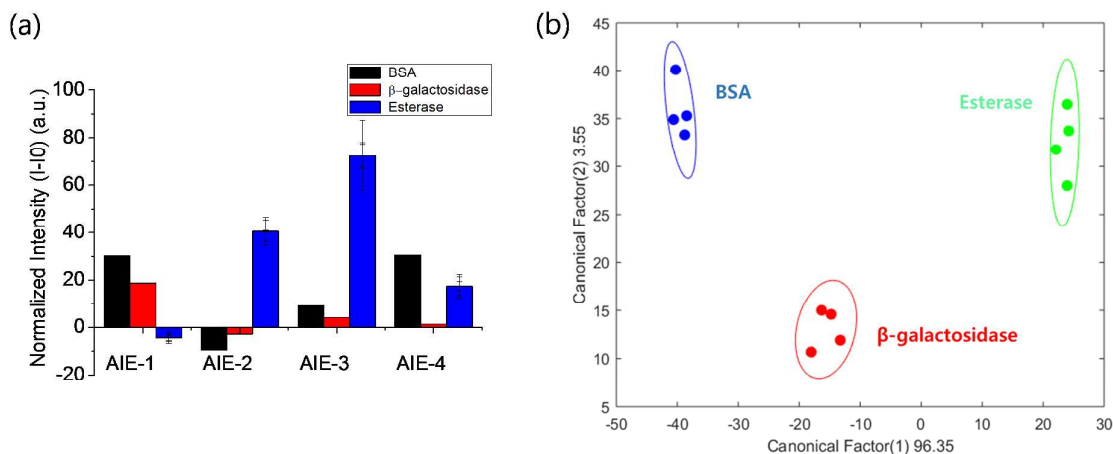 (a)
Normalized Intensity (I-I0) (a.u.)
100
80
60
40
20
0
-20
BSA
β-galactosidase
Esterase
AIE-1 AIE-2 AIE-3 AIE-4
(b)
Canonical Factor(2) 3.55
45
40
35
30
25
20
15
10
5
BSA
Esterase
β-galactosidase
-50 -40 -30 -20 -10 0 10 20 30
Canonical Factor(1) 96.35